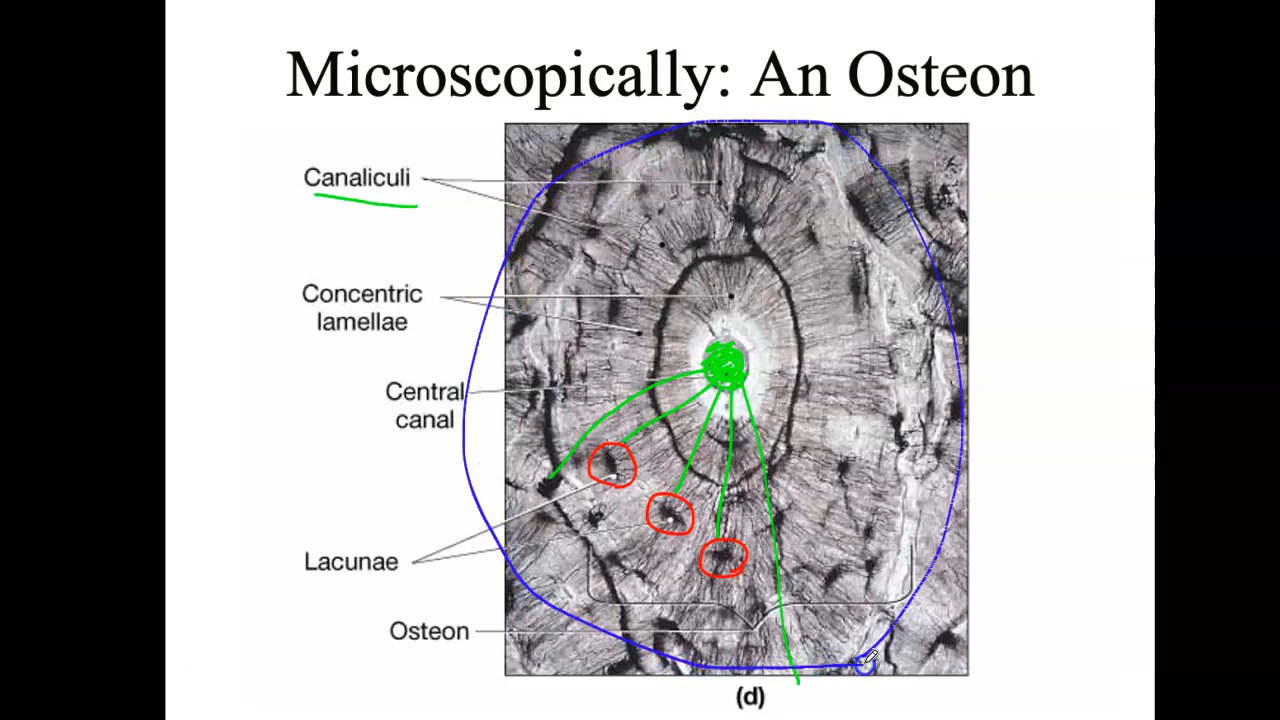 Microscopically: An Osteon
Canaliculi
Concentric
lamellae
Central
canal
Lacunae
Osteon
(d)